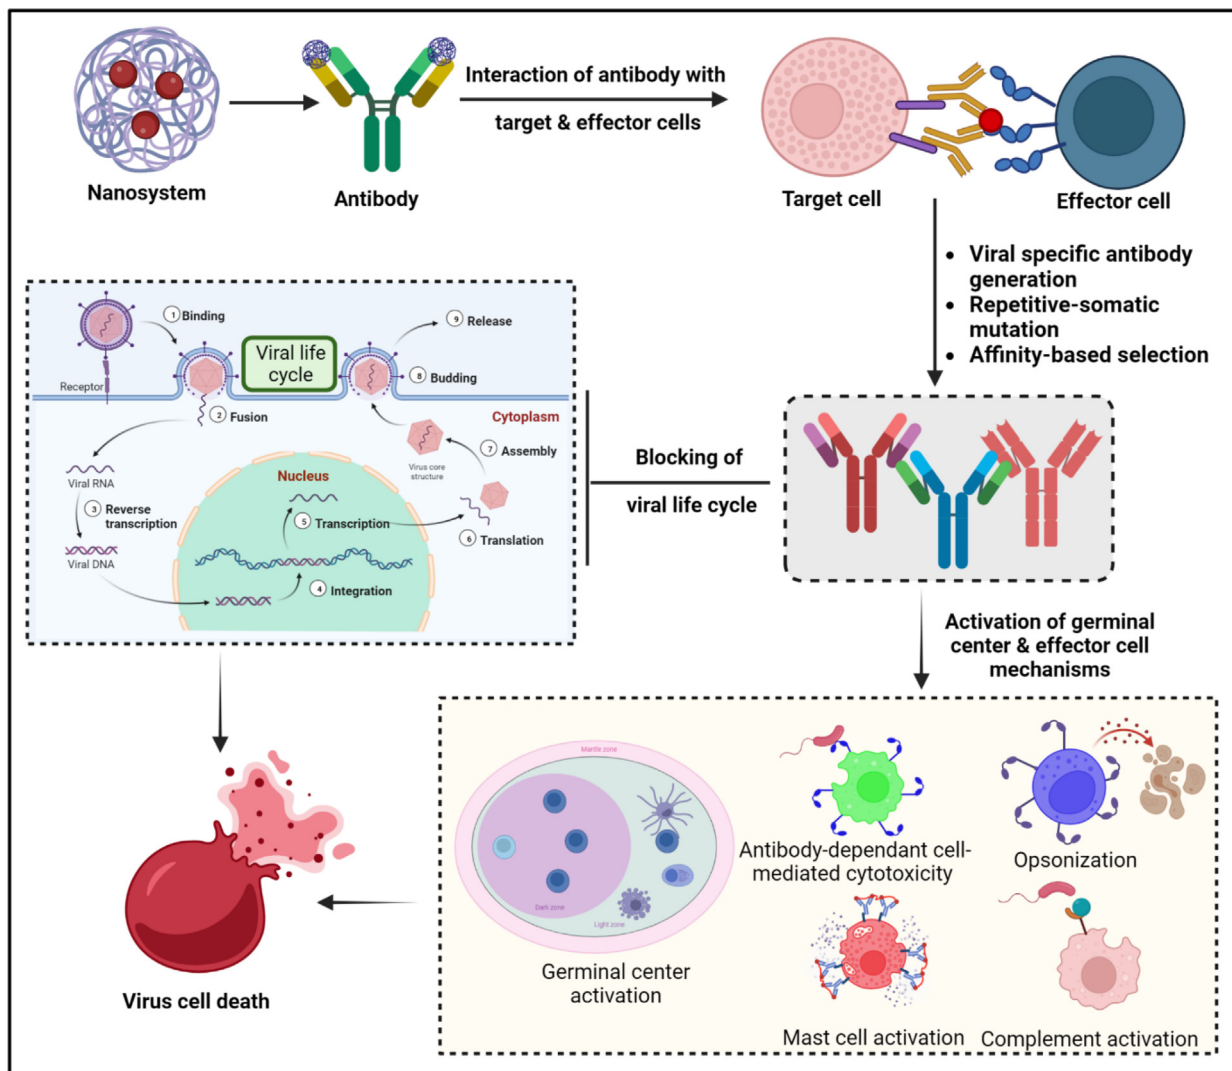 Nanosystem
Antibody
Interaction of antibody with
target & effector cells
Target cell
Effector cell
• Viral specific antibody
generation
• Repetitive-somatic
mutation
• Affinity-based selection
1 Binding
Receptor
Viral life
cycle
9 Release
8 Budding
2 Fusion
Cytoplasm
7 Assembly
Virus core
structure
Viral RNA
3 Reverse
transcription
Viral DNA
Nucleus
5 Transcription
6 Translation
4 Integration
Blocking of
viral life cycle
Activation of germinal
center & effector cell
mechanisms
Mantle zone
Dark zone
Light zone
Germinal center
activation
Antibody-dependant cell-
mediated cytotoxicity
Opsonization
Mast cell activation
Complement activation
Virus cell death